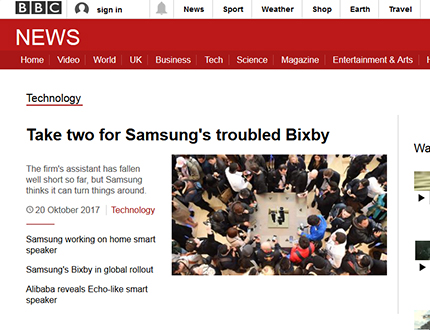 BBC sign in News Sport Weather Shop Earth Travel
NEWS
Home Video World UK Business Tech Science Magazine Entertainment & Arts
Technology
Take two for Samsung's troubled Bixby
The firm's assistant has fallen
well short so far, but Samsung
thinks it can turn things around.
20 Oktober 2017 Technology
Samsung working on home smart
speaker
Samsung's Bixby in global rollout
Alibaba reveals Echo-like smart
speaker
Wa